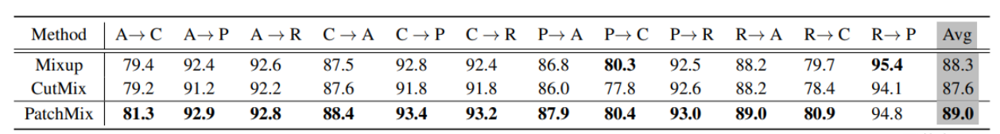 Method A→ C A→ P A → R C → A C → P C → R P→ A P→ C P→ R R→ A R→ C R→ P Avg
Mixup 79.4 92.4 92.6 87.5 92.8 92.4 86.8 80.3 92.5 88.2 79.7 95.4 88.3
CutMix 79.2 91.2 92.2 87.6 91.8 91.8 86.0 77.8 92.6 88.2 78.4 94.1 87.6
PatchMix 81.3 92.9 92.8 88.4 93.4 93.2 87.9 80.4 93.0 89.0 80.9 94.8 89.0